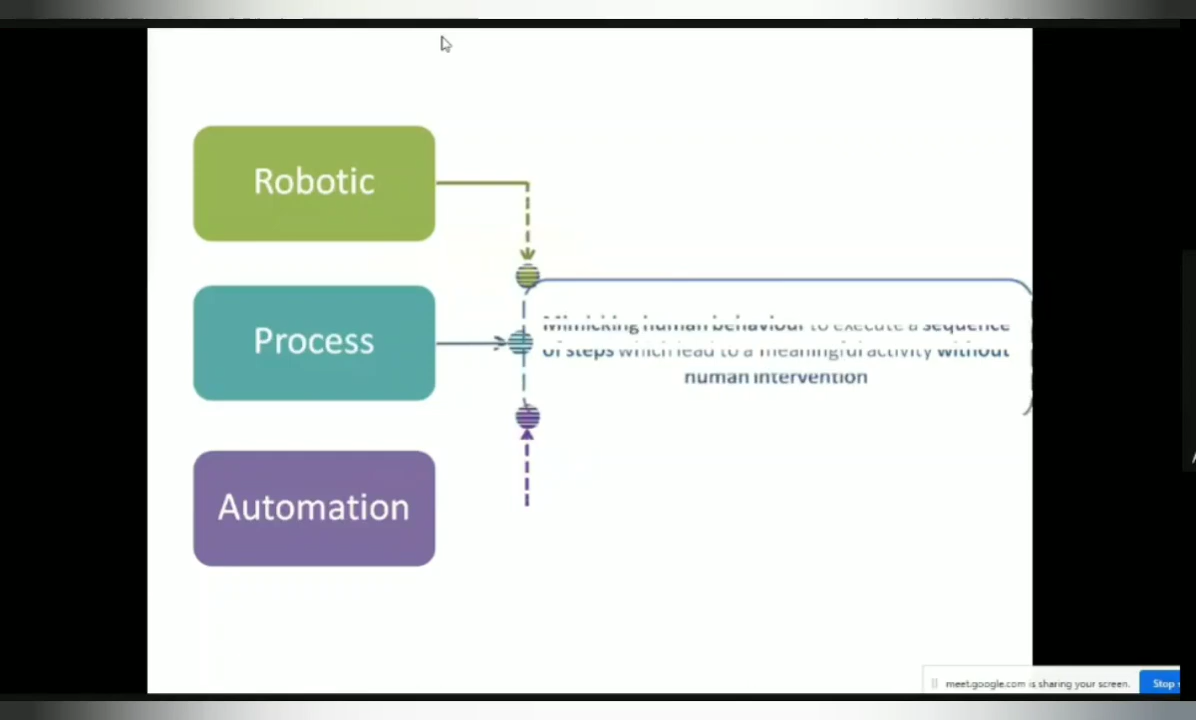 Robotic
Process
Automation
Mimicking human behaviour to execute a sequence
of steps which lead to a meaningful activity without
human intervention
meet.google.com is sharing your screen.
Stop